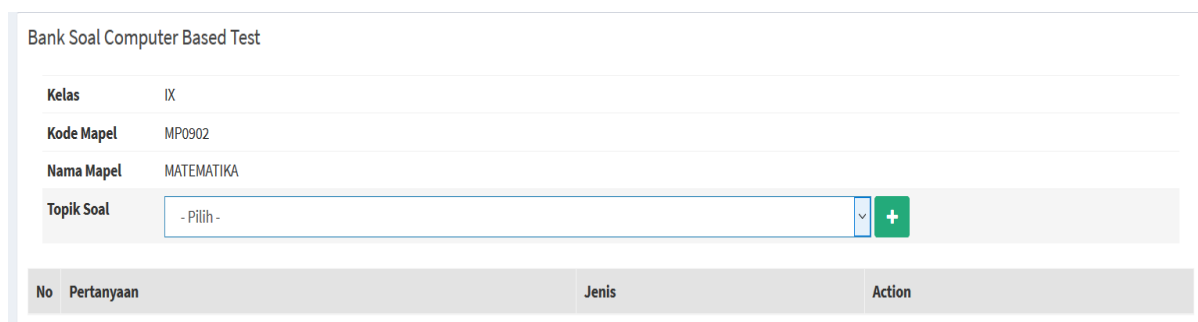 Bank Soal Computer Based Test
Kelas IX
Kode Mapel MP0902
Nama Mapel MATEMATIKA
Topik Soal - Pilih - +
No Pertanyaan Jenis Action